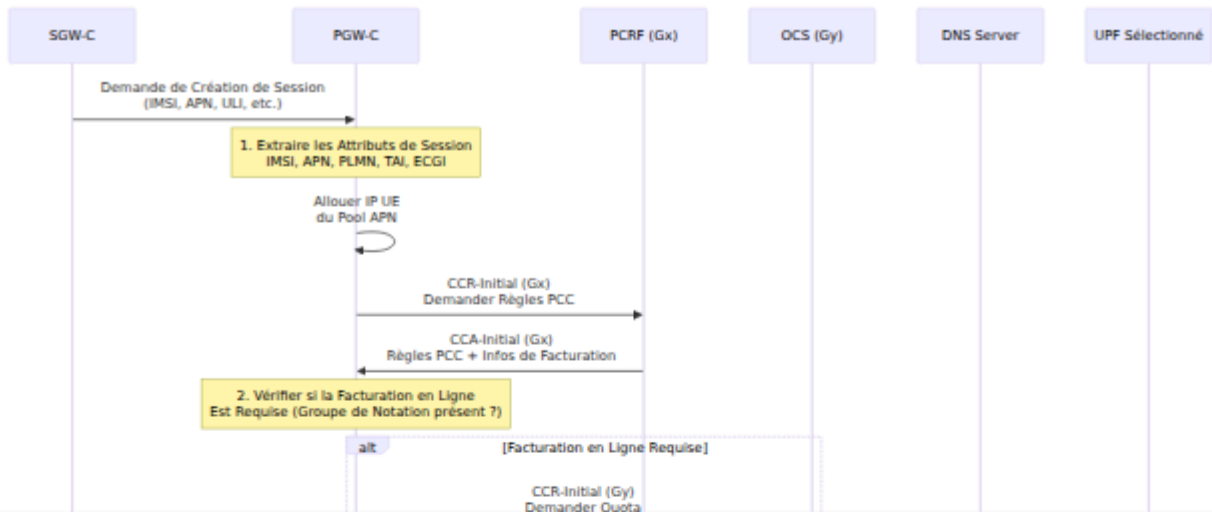 SGW-C
PGW-C
PCRF (Gx)
OCS (Gy)
DNS Server
UPF Sélectionné
Demande de Création de Session
(IMSI, APN, ULI, etc.)
1. Extraire les Attributs de Session
IMSI, APN, PLMN, TAI, ECGI
Allouer IP UE
du Pool APN
CCR-Initial (Gx)
Demander Règles PCC
CCA-Initial (Gx)
Règles PCC + Infos de Facturation
2. Vérifier si la Facturation en Ligne
Est Requise (Groupe de Notation présent ?)
alt
[Facturation en Ligne Requise]
CCR-Initial (Gy)
Demander Quota